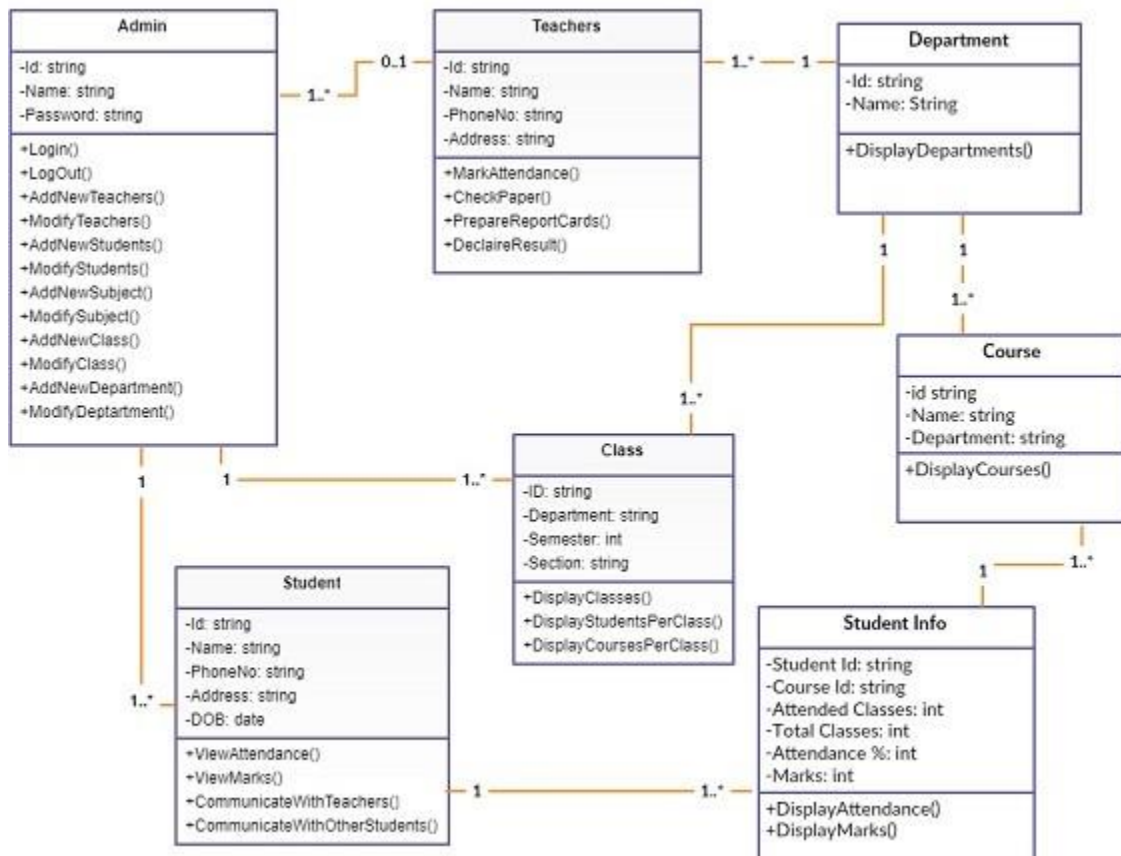 Admin
-Id: string
-Name: string
-Password: string
+Login()
+LogOut()
+AddNewTeachers()
+ModifyTeachers()
+AddNewStudents()
+ModifyStudents()
+AddNewSubject()
+ModifySubject()
+AddNewClass()
+ModifyClass()
+AddNewDepartment()
+ModifyDeptartment()
1..*
0..1
Teachers
-Id: string
-Name: string
-PhoneNo: string
-Address: string
+MarkAttendance()
+CheckPaper()
+PrepareReportCards()
+DeclaireResult()
1..*
1
Department
-Id: string
-Name: String
+DisplayDepartments()
1
1
1..*
1..*
Course
-id string
-Name: string
-Department: string
+DisplayCourses()
1
1
1..*
Class
-ID: string
-Department: string
-Semester: int
-Section: string
+DisplayClasses()
+DisplayStudentsPerClass()
+DisplayCoursesPerClass()
1..*
1
1..*
Student
-Id: string
-Name: string
-PhoneNo: string
-Address: string
-DOB: date
+ViewAttendance()
+ViewMarks()
+CommunicateWithTeachers()
+CommunicateWithOtherStudents()
1
1..*
Student Info
-Student Id: string
-Course Id: string
-Attended Classes: int
-Total Classes: int
-Attendance %: int
-Marks: int
+DisplayAttendance()
+DisplayMarks()